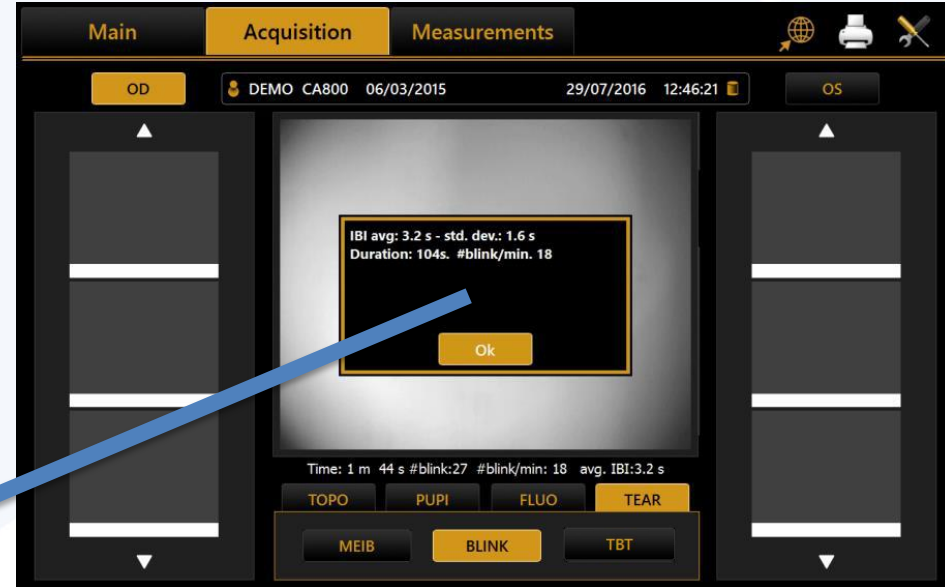 Main Acquisition Measurements
OD DEMO CA800 06/03/2015 29/07/2016 12:46:21 OS
IBI avg: 3.2 s - std. dev.: 1.6 s
Duration: 104s. #blink/min. 18
Ok
Time: 1 m 44 s #blink:27 #blink/min: 18 avg. IBI:3.2 s
TOPO PUPI FLUO TEAR
MEIB BLINK TBT